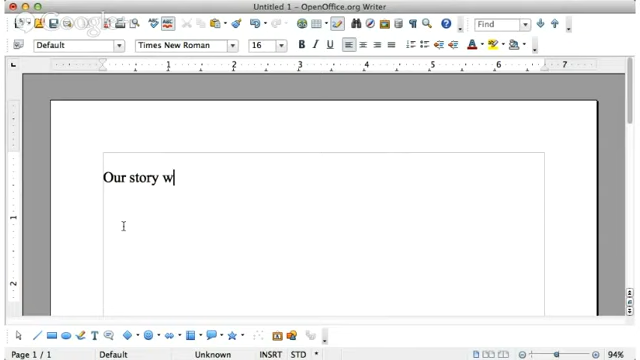 Untitled 1 - OpenOffice.org Writer
Google
Find
Default
Times New Roman
16
B I U
1 2 3 4 5 6 7
Our story w
1
2
T
Page 1 / 1
Default
Unknown
INSRT
STD
*
94%